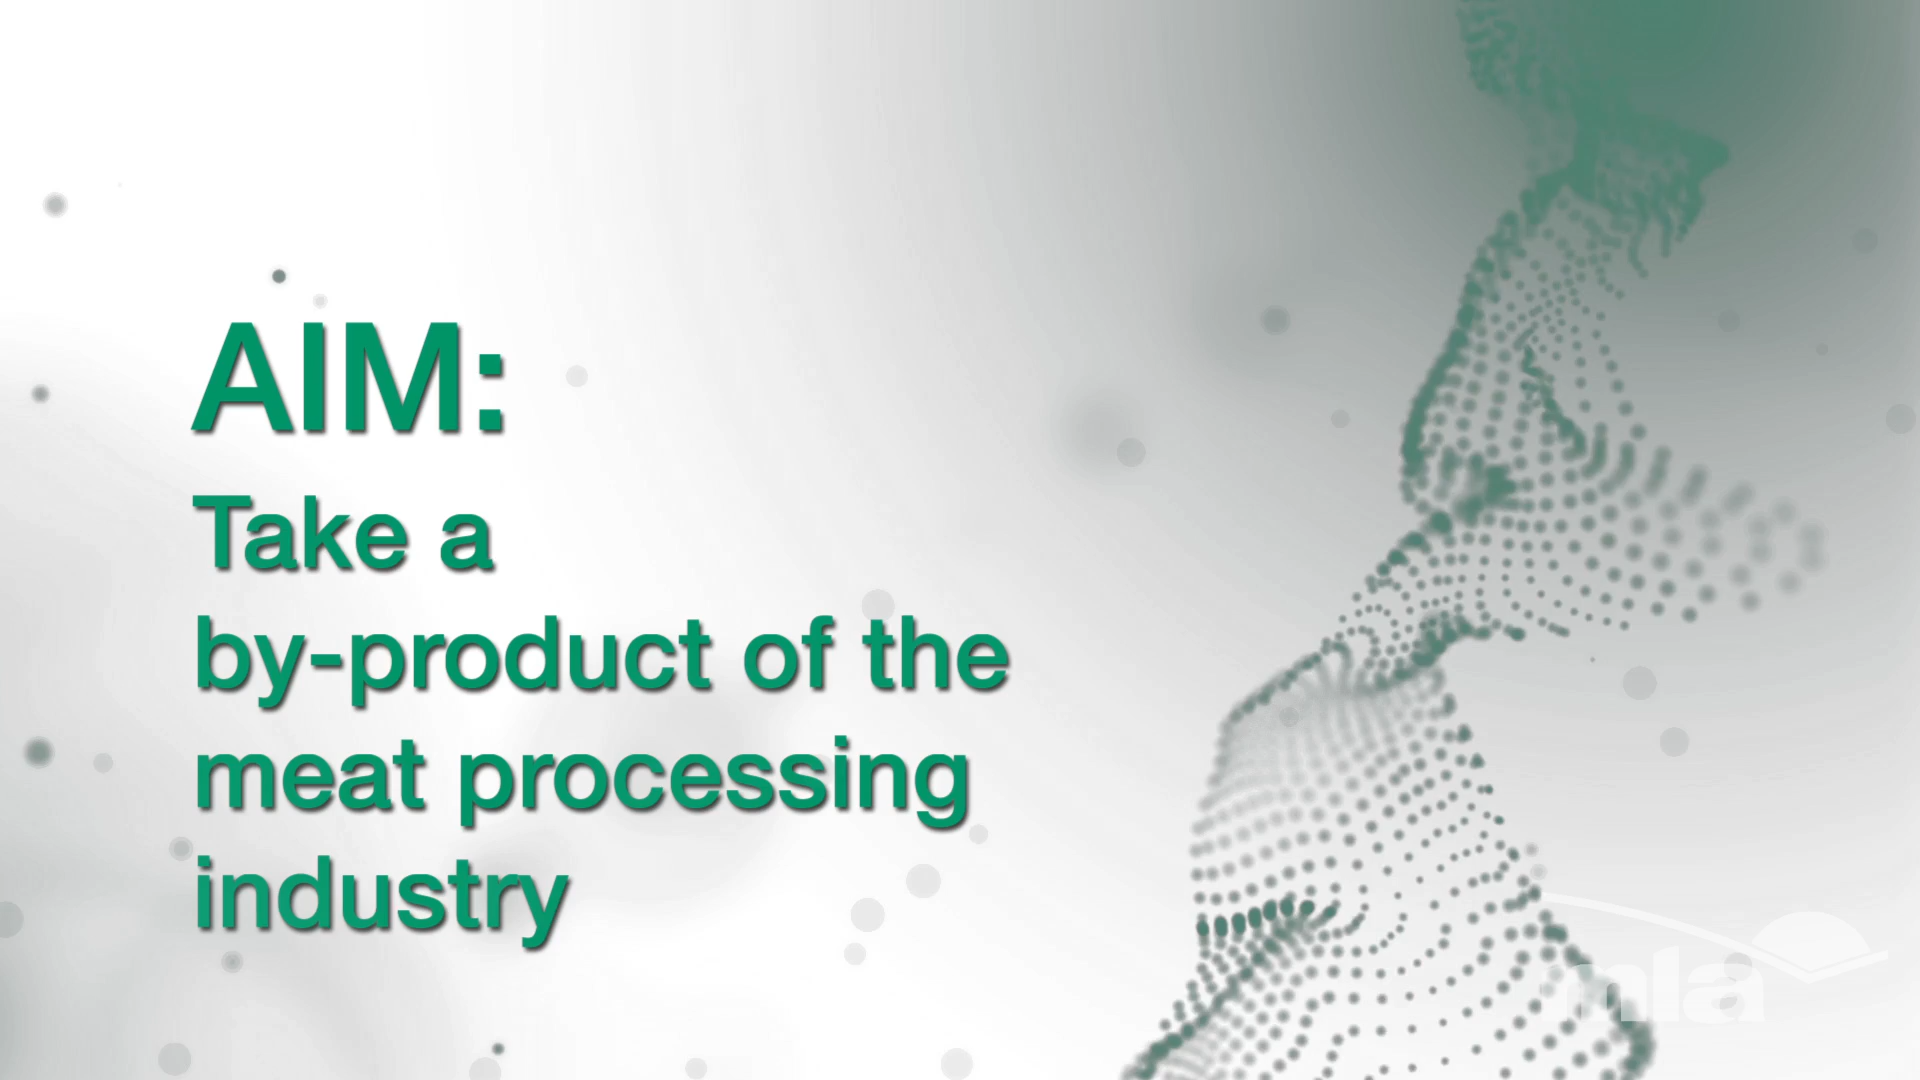 AIM:
Take a
by-product of the
meat processing
industry
mla